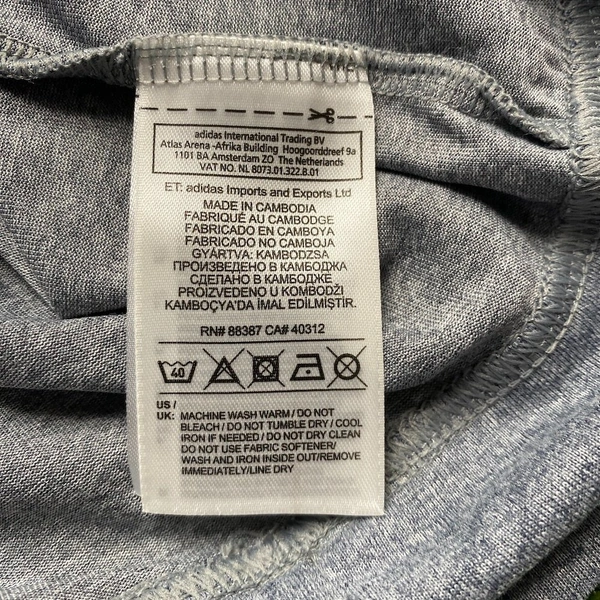 adidas International Trading BV
Atlas Arena -Afrika Building Hoogoorddreef 9a
1101 BA Amsterdam ZO The Netherlands
VAT NO. NL 8073.01.322.B.01
ET: adidas Imports and Exports Ltd
MADE IN CAMBODIA
FABRIQUÉ AU CAMBODGE
FABRICADO EN CAMBOYA
FABRICADO NO CAMBOJA
GYÁRTVA: KAMBODZSA
ПРОИЗВЕДЕНО В КАМБОДЖА
СДЕЛАНО В КАМБОДЖЕ
PROIZVEDENO U KOMBODŽI
KAMBOÇYA'DA İMAL EDİLMİŞTİR.
RN# 88387 CA# 40312
40
US /
UK: MACHINE WASH WARM / DO NOT
BLEACH / DO NOT TUMBLE DRY / COOL
IRON IF NEEDED / DO NOT DRY CLEAN
DO NOT USE FABRIC SOFTENER/
WASH AND IRON INSIDE OUT/REMOVE
IMMEDIATELY/LINE DRY